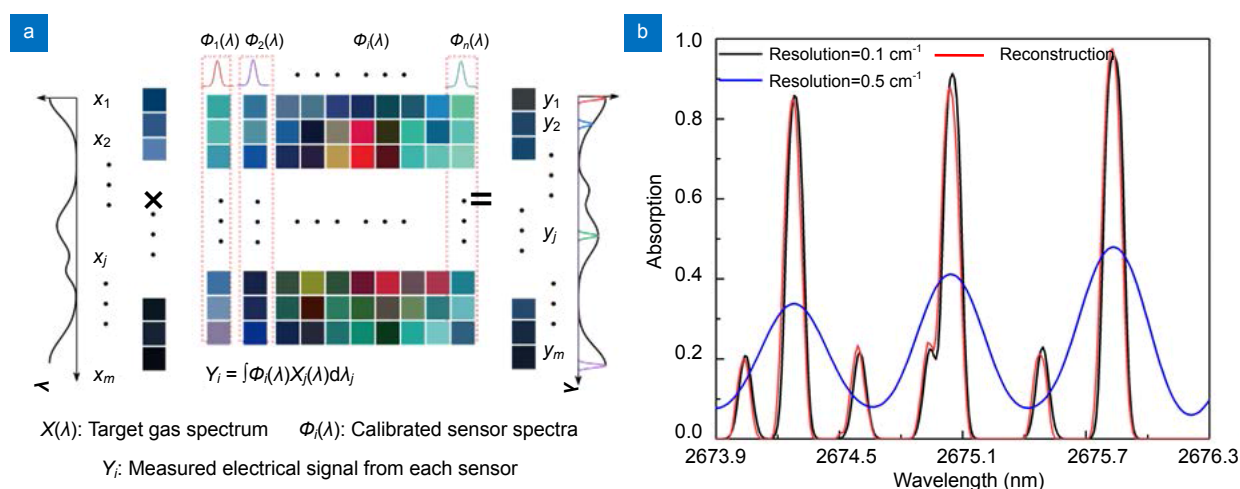 a
Φ1(λ) Φ2(λ) Φi(λ) Φn(λ)
x1
x2
xj
xm
×
=
y1
y2
yj
ym
λ
λ
Yi = ∫Φi(λ)Xj(λ)dλj
X(λ): Target gas spectrum Φi(λ): Calibrated sensor spectra
Yi: Measured electrical signal from each sensor
b
Resolution=0.1 cm⁻¹ Reconstruction
Resolution=0.5 cm⁻¹
1.0
0.8
0.6
0.4
0.2
0.0
Absorption
2673.9 2674.5 2675.1 2675.7 2676.3
Wavelength (nm)